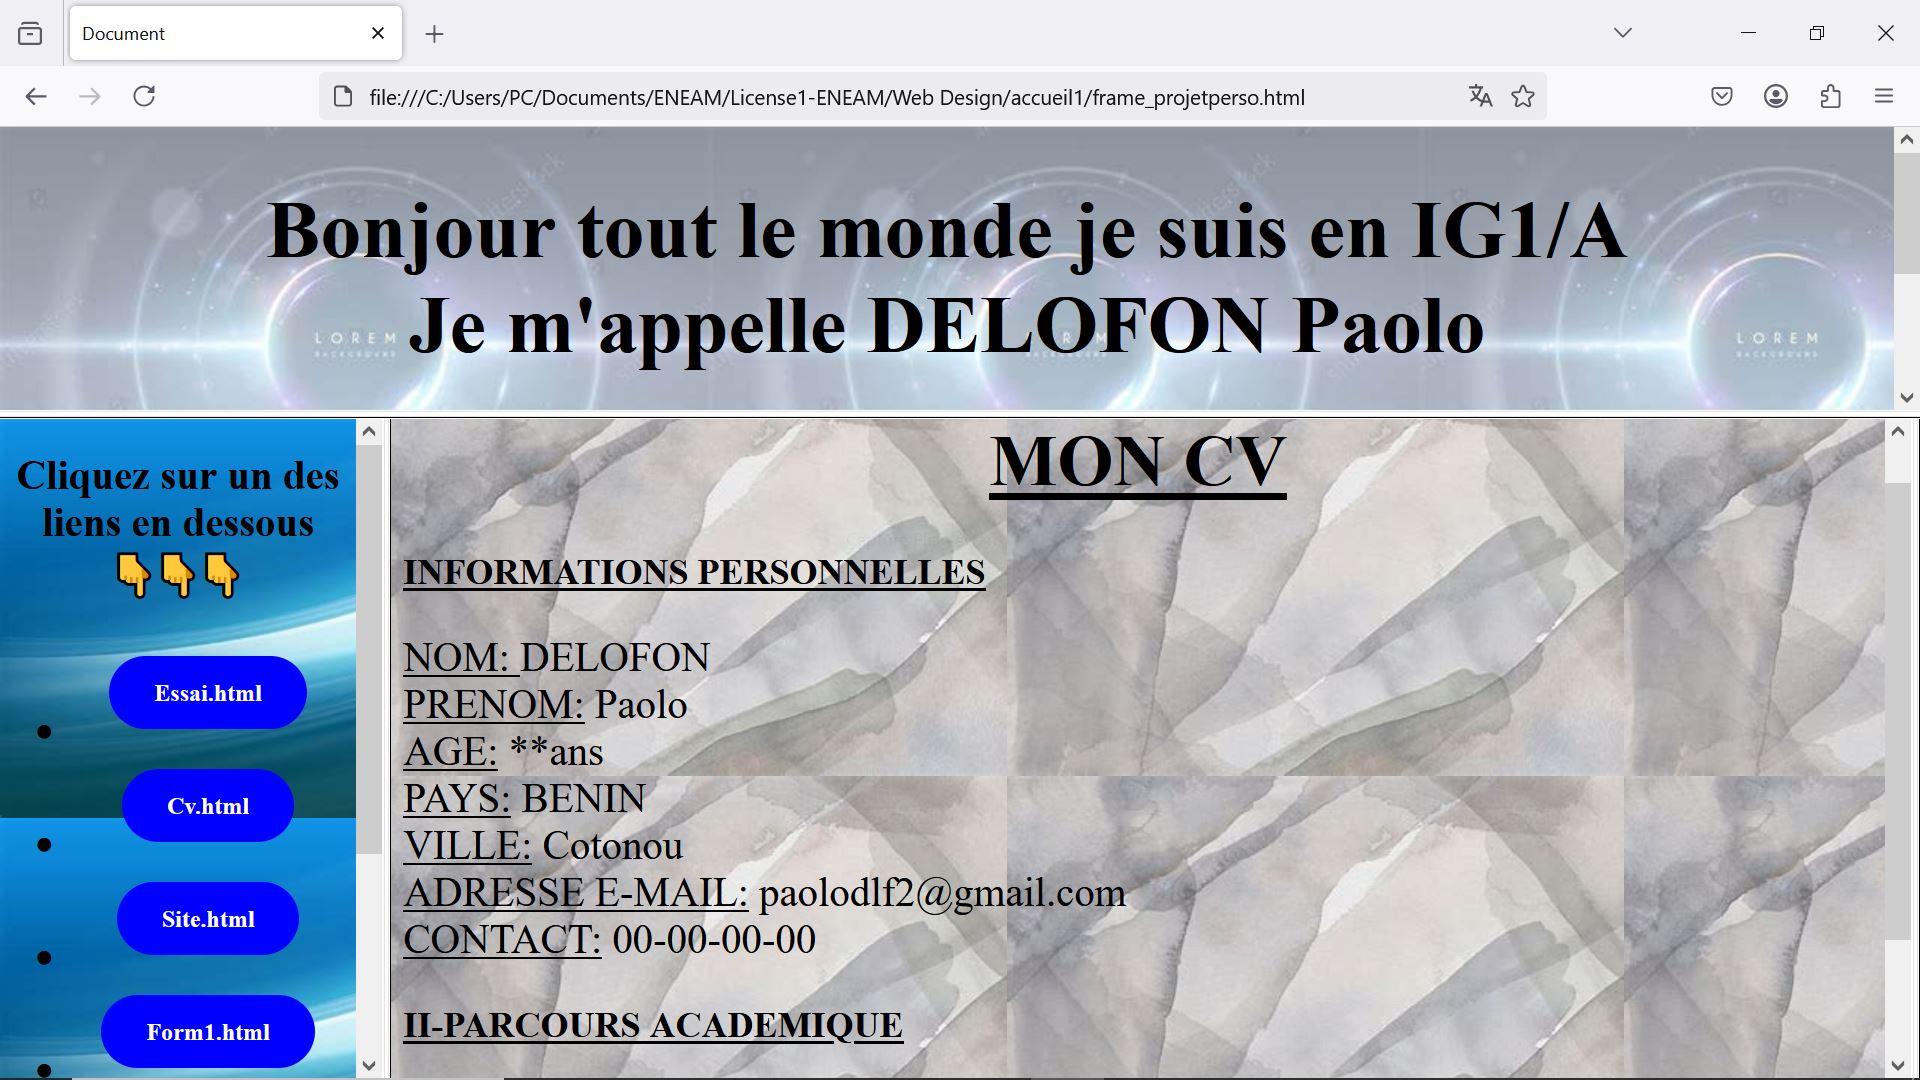 Document
file:///C:/Users/PC/Documents/ENEAM/License1-ENEAM/Web Design/accueil1/frame_projetperso.html
Bonjour tout le monde je suis en IG1/A
Je m'appelle DELOFON Paolo
LOREM
BACKGROUND
LOREM
BACKGROUND
Cliquez sur un des
liens en dessous
👇👇👇
Essai.html
Cv.html
Site.html
Form1.html
MON CV
INFORMATIONS PERSONNELLES
NOM: DELOFON
PRENOM: Paolo
AGE: **ans
PAYS: BENIN
VILLE: Cotonou
ADRESSE E-MAIL: paolodlf2@gmail.com
CONTACT: 00-00-00-00
II-PARCOURS ACADEMIQUE